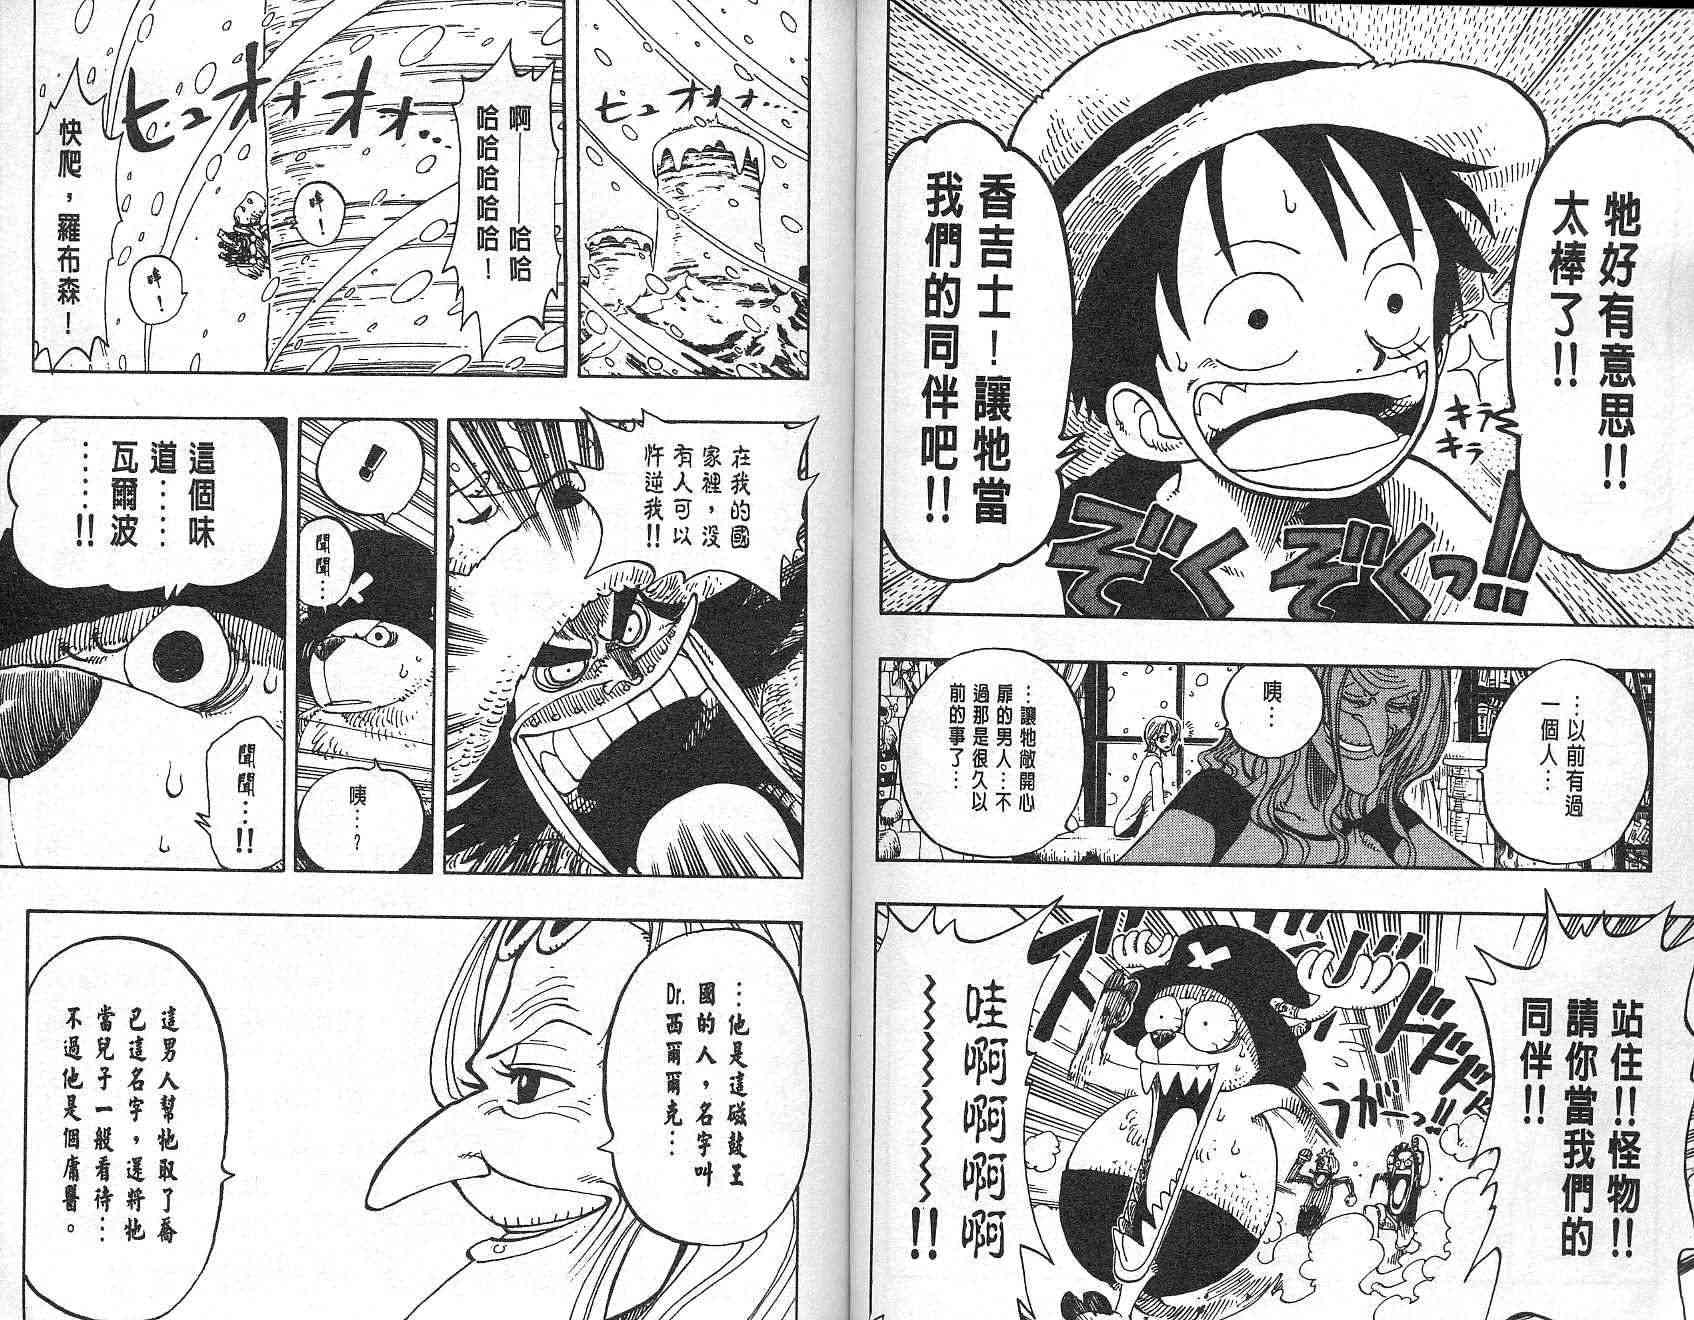 牠好有意思!!
太棒了!!
キラ
キラ
香吉士！讓牠當
我們的同伴吧!!
ぞくぞくっ!!
…以前有過
一個人…
咦…
…讓牠敞開心
扉的男人…不
過那是很久以
前的事了…
站住!!怪物!!
請你當我們的
同伴!!
ドドドドドド
うがーっ!!
哇啊啊啊啊
!!
ヒュオオオ…
ヒュオオオオ…
啊——哈哈
哈哈哈哈哈！
哞！
哞！
快爬，羅布森！
在我的國
家裡，沒
有人可以
忤逆我!!
!!
聞聞…
咦…？
這個味
道……
瓦爾波
……!!
聞聞…!!
…他是這磁鼓王
國的人，名字叫
Dr.西爾爾克…
這男人幫牠取了喬
巴這名字，還將牠
當兒子一般看待…
不過他是個庸醫。